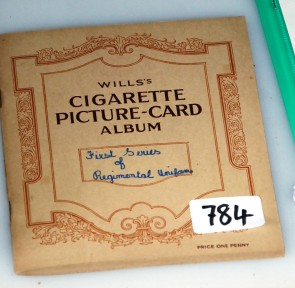 WILLS'S
CIGARETTE
PICTURE-CARD
ALBUM
First Series
of
Regimental Uniforms
784
PRICE ONE PENNY